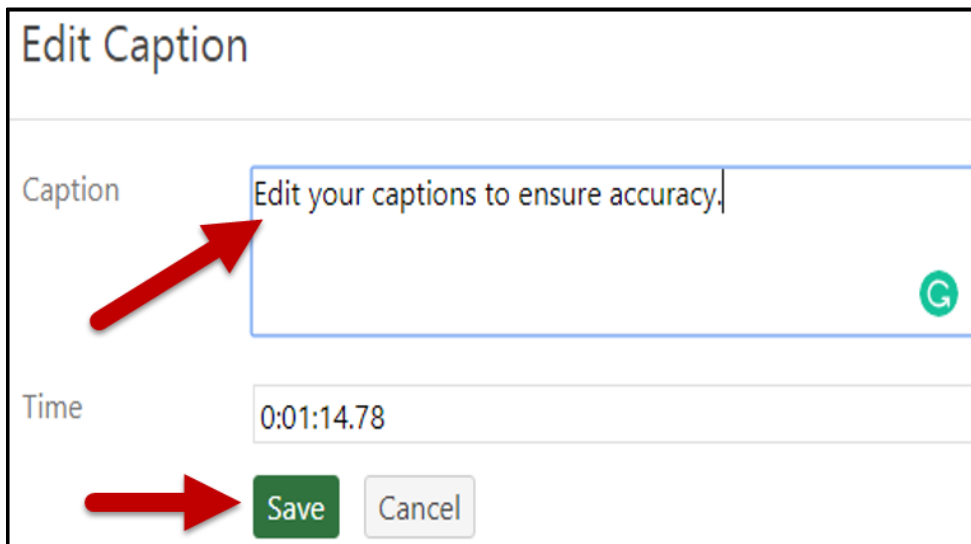 Edit Caption
Caption
Edit your captions to ensure accuracy.
Time
0:01:14.78
Save Cancel